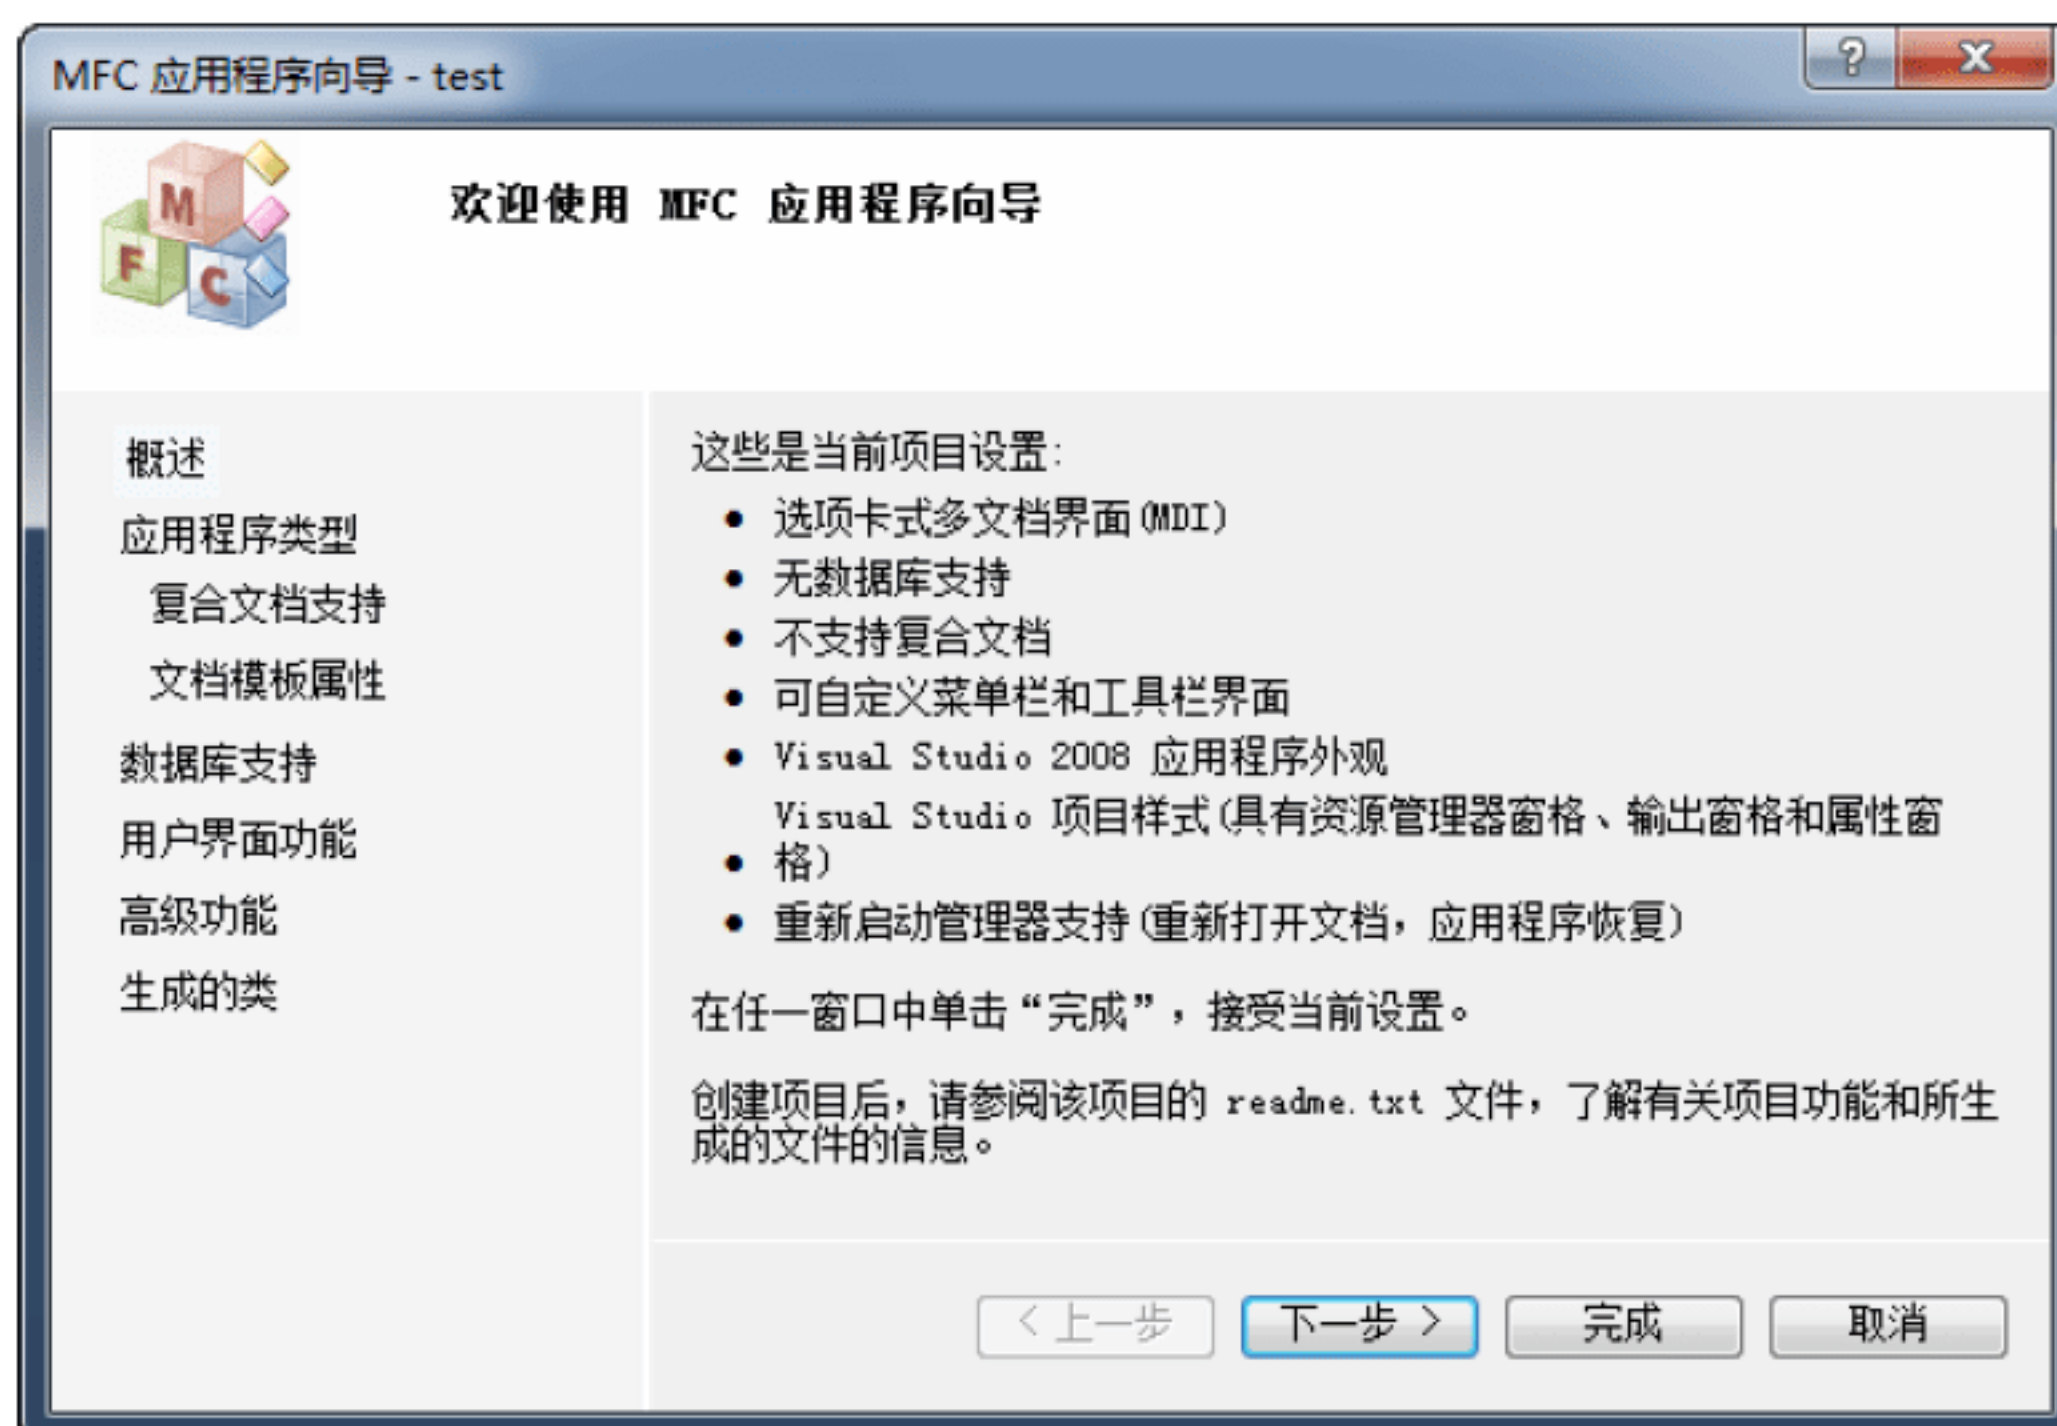 MFC 应用程序向导 - test
M
F
C
欢迎使用 MFC 应用程序向导
概述
应用程序类型
复合文档支持
文档模板属性
数据库支持
用户界面功能
高级功能
生成的类
这些是当前项目设置:
• 选项卡式多文档界面(MDI)
• 无数据库支持
• 不支持复合文档
• 可自定义菜单栏和工具栏界面
• Visual Studio 2008 应用程序外观
Visual Studio 项目样式(具有资源管理器窗格、输出窗格和属性窗
• 格)
• 重新启动管理器支持(重新打开文档，应用程序恢复)
在任一窗口中单击“完成”，接受当前设置。
创建项目后，请参阅该项目的 readme.txt 文件，了解有关项目功能和所生
成的文件的信息。
< 上一步
下一步 >
完成
取消